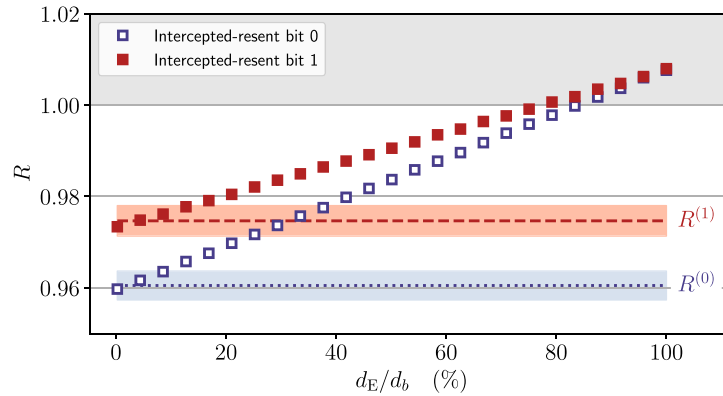 1.02
Intercepted-resent bit 0
Intercepted-resent bit 1
1.00
R
0.98
R^{(1)}
R^{(0)}
0.96
0 20 40 60 80 100
d_E/d_b (%)